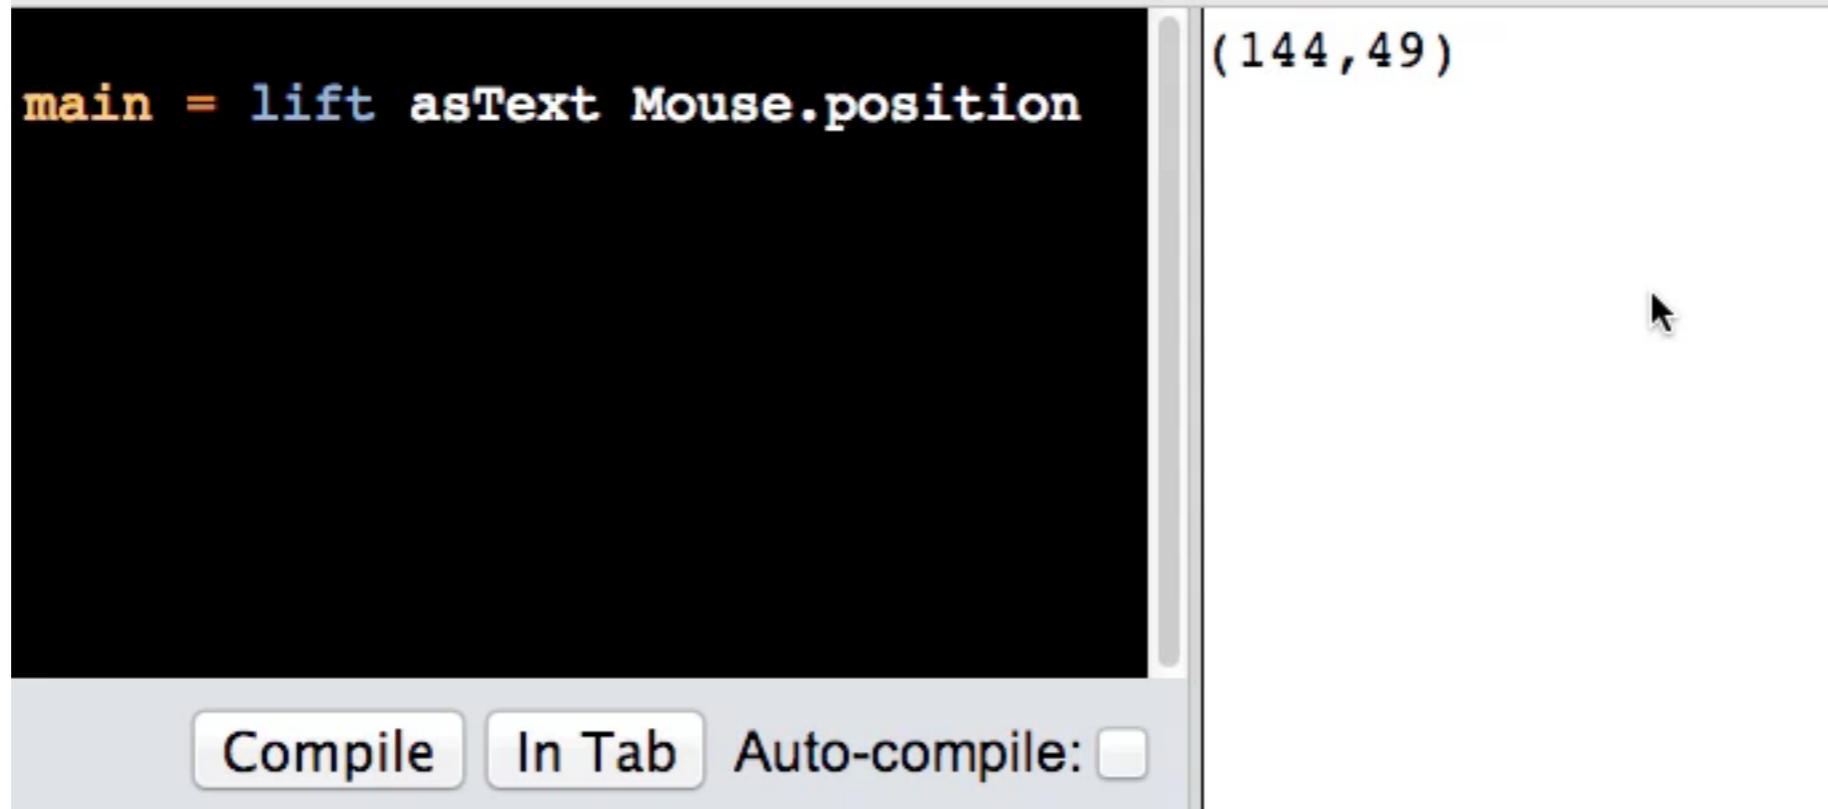 main = lift asText Mouse.position
Compile In Tab Auto-compile:
(144,49)